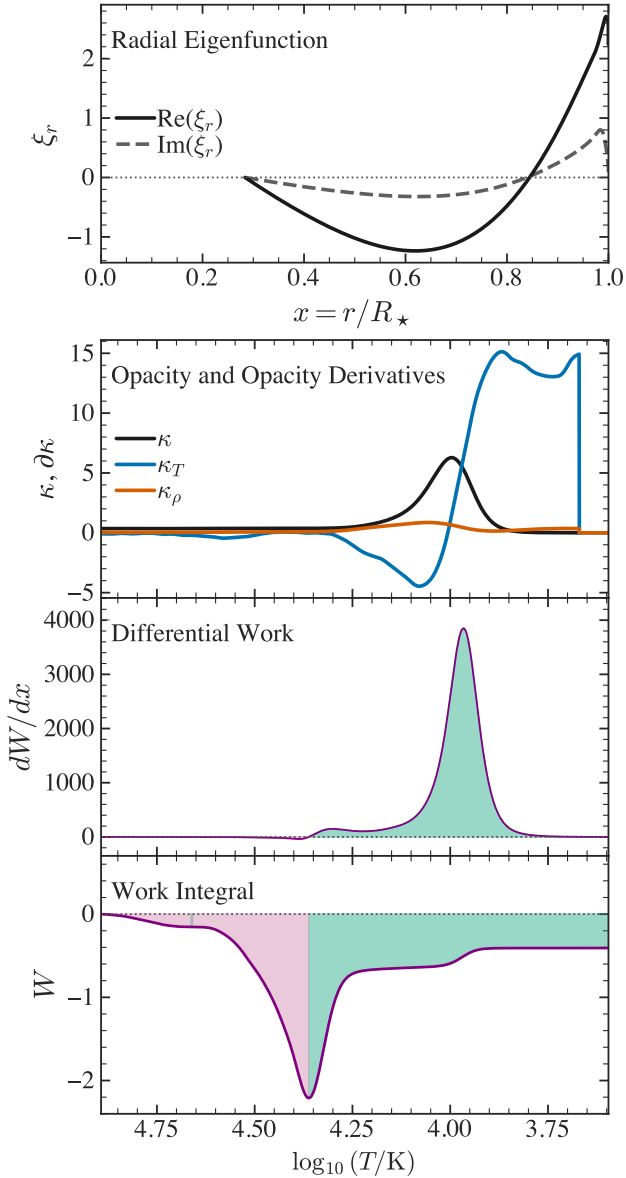 Radial Eigenfunction
ξ_r
2
1
0
−1
Re(ξ_r)
Im(ξ_r)
0.0 0.2 0.4 0.6 0.8 1.0
x = r/R⋆
Opacity and Opacity Derivatives
κ, ∂κ
15
10
5
0
−5
κ
κ_T
κ_ρ
Differential Work
dW/dx
4000
3000
2000
1000
0
Work Integral
W
0
−1
−2
4.75 4.50 4.25 4.00 3.75
log₁₀ (T/K)